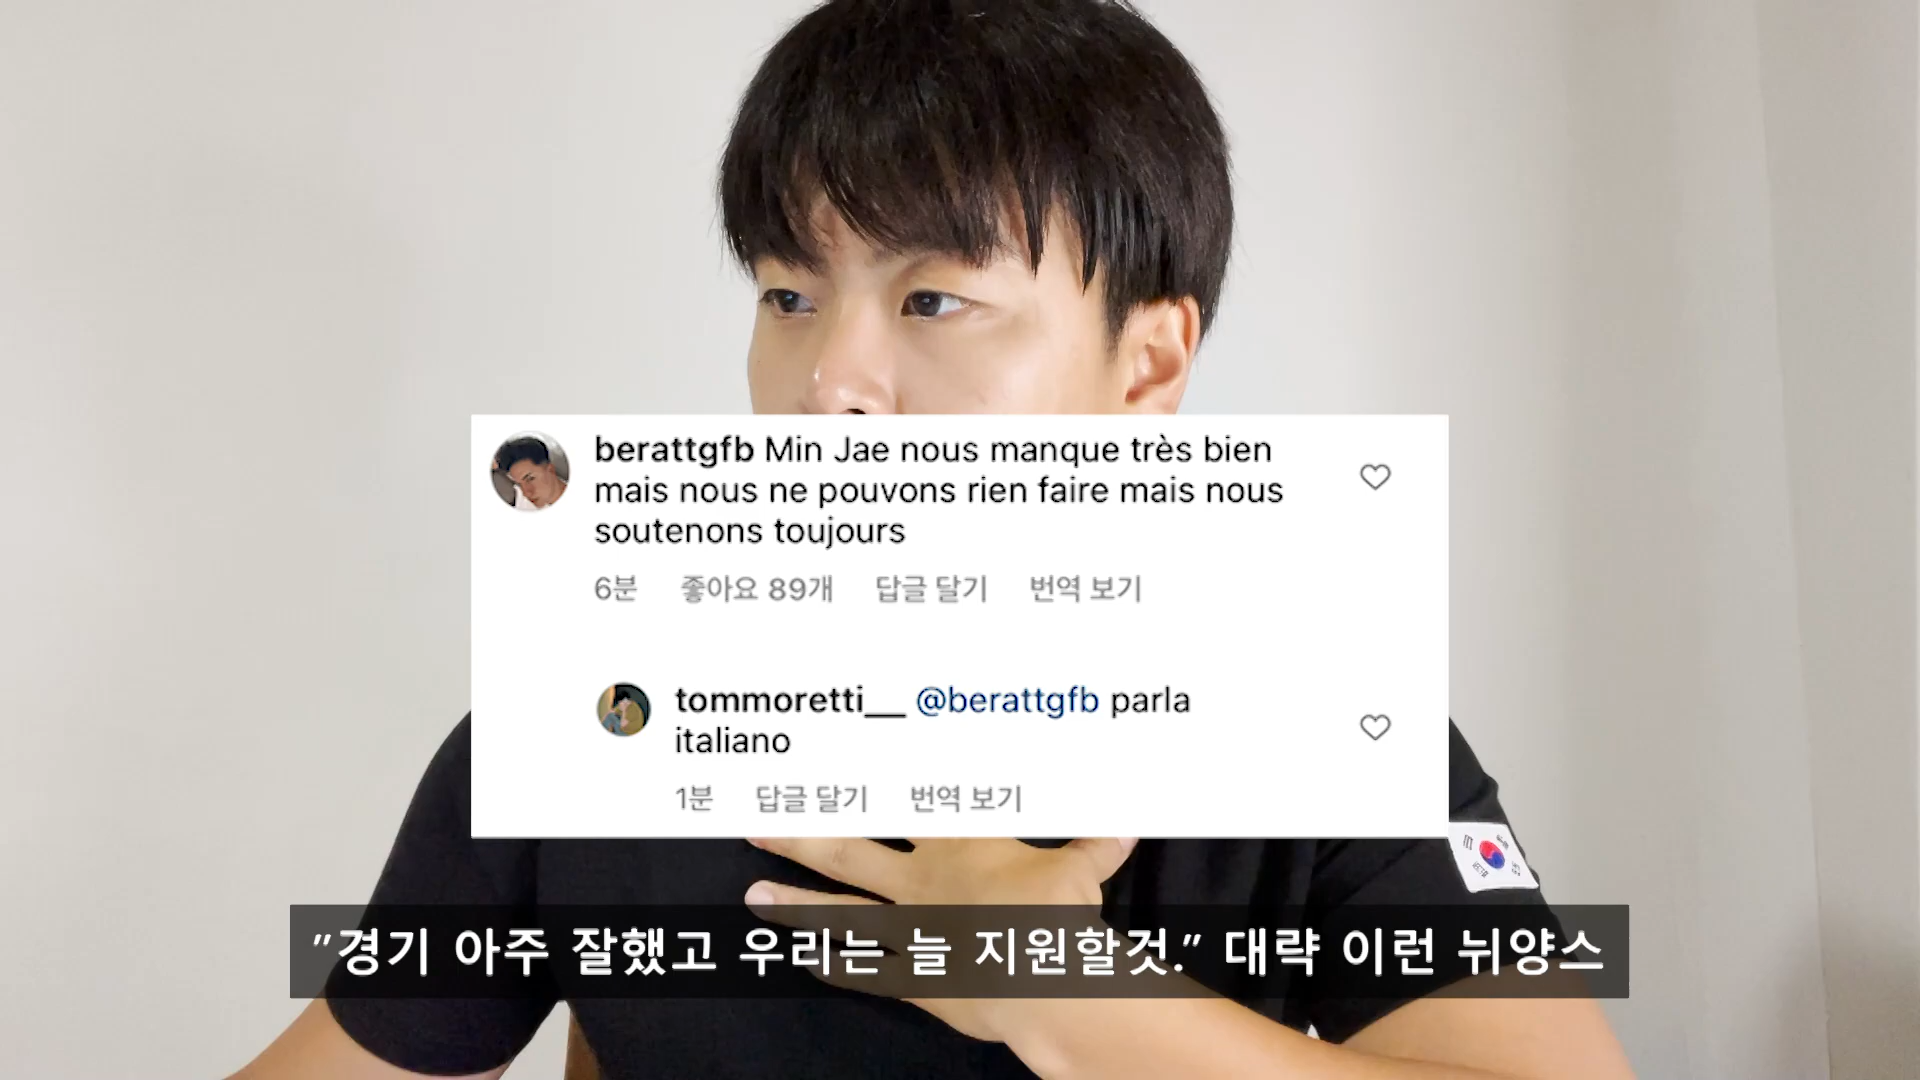 berattgfb Min Jae nous manque très bien
mais nous ne pouvons rien faire mais nous
soutenons toujours
6분 좋아요 89개 답글 달기 번역 보기
tommoretti__ @berattgfb parla
italiano
1분 답글 달기 번역 보기
"경기 아주 잘했고 우리는 늘 지원할것." 대략 이런 뉘양스